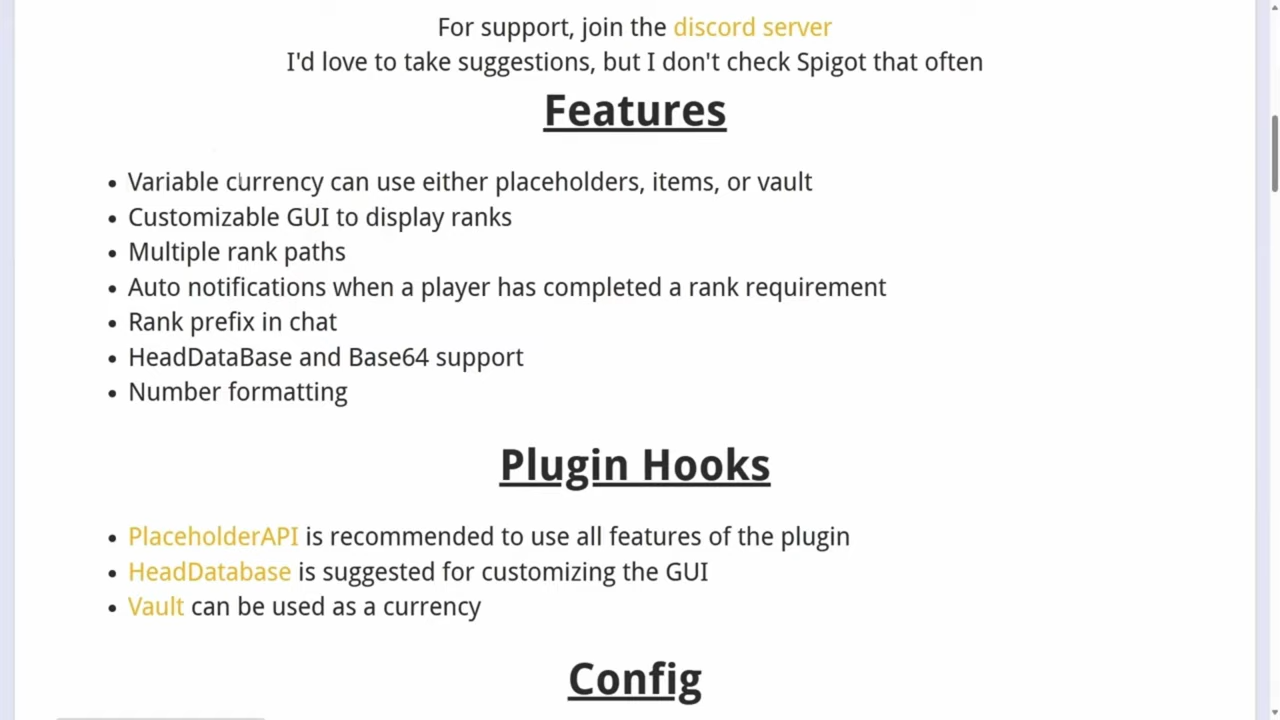 For support, join the discord server
I'd love to take suggestions, but I don't check Spigot that often
Features
• Variable currency can use either placeholders, items, or vault
• Customizable GUI to display ranks
• Multiple rank paths
• Auto notifications when a player has completed a rank requirement
• Rank prefix in chat
• HeadDataBase and Base64 support
• Number formatting
Plugin Hooks
• PlaceholderAPI is recommended to use all features of the plugin
• HeadDatabase is suggested for customizing the GUI
• Vault can be used as a currency
Config